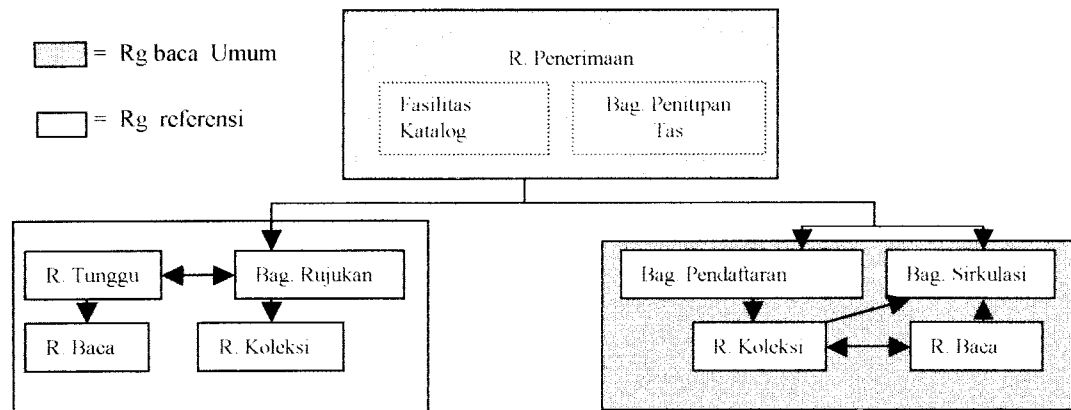 = Rg baca Umum
= Rg referensi
R. Penerimaan
Fasilitas
Katalog
Bag. Penitipan
Tas
R. Tunggu
Bag. Rujukan
R. Baca
R. Koleksi
Bag. Pendaftaran
Bag. Sirkulasi
R. Koleksi
R. Baca